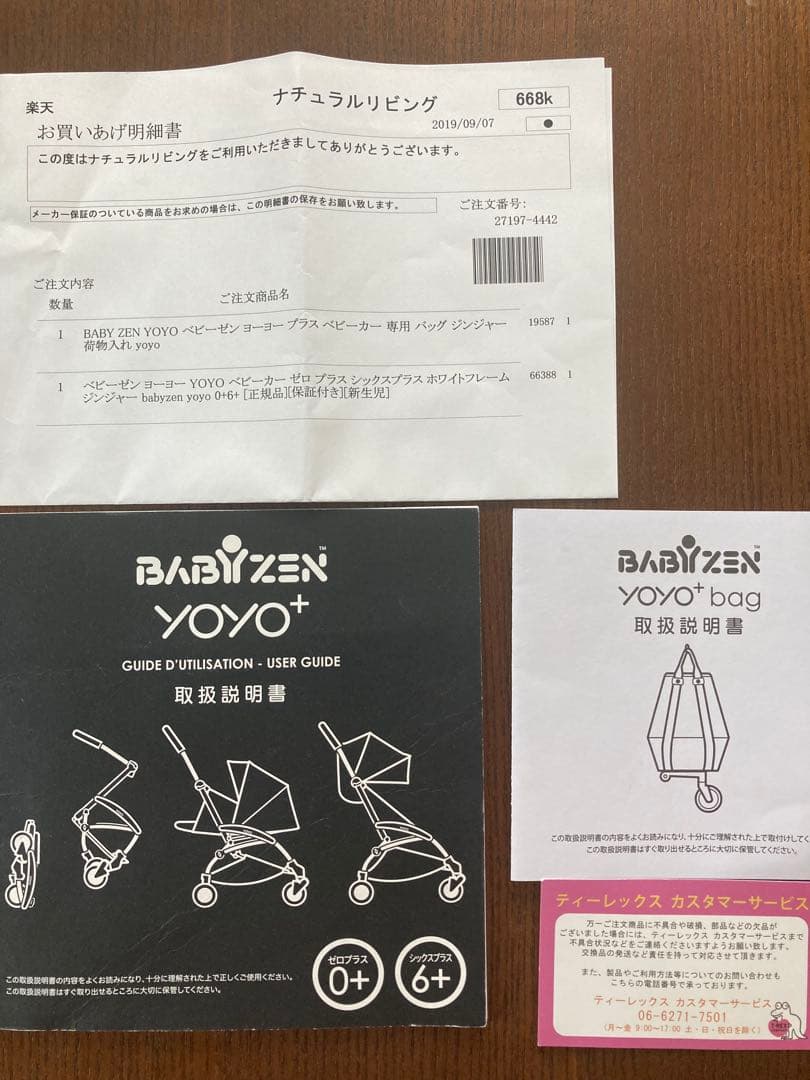 楽天
ナチュラルリビング
668k
お買いあげ明細書
2019/09/07
●
この度はナチュラルリビングをご利用いただきましてありがとうございます。
メーカー保証のついている商品をお求めの場合は、この明細書の保存をお願い致します。
ご注文番号:
27197-4442
ご注文内容
数量
ご注文商品名
1 BABY ZEN YOYO ベビーゼン ヨーヨー プラス ベビーカー 専用 バッグ ジンジャー 19587 1
荷物入れ yoyo
1 ベビーゼン ヨーヨー YOYO ベビーカー ゼロ プラス シックスプラス ホワイトフレーム 66388 1
ジンジャー babyzen yoyo 0+6+ [正規品][保証付き][新生児]
BABYZEN™
YOYO+
GUIDE D'UTILISATION - USER GUIDE
取扱説明書
ゼロプラス
0+
シックスプラス
6+
この取扱説明書の内容をよくお読みになり、十分に理解された上で正しくご使用ください。
この取扱説明書はすぐ取り出せるところに大切に保管してください。
BABYZEN™
YOYO+ bag
取扱説明書
この取扱説明書の内容をよくお読みになり、十分にご理解された上で取付けしてく
この取扱説明書はすぐ取り出せるところに大切に保管してください。
ティーレックス カスタマーサービス
万一ご注文商品に不具合や破損、部品などの欠品が
ございました場合には、ティーレックス カスタマーサービスまで
不具合状況などをご連絡くださいますようお願い致します。
交換品の発送など責任を持って対応させて頂きます。
また、製品やご利用方法等についてのお問い合わせも
こちらの電話番号で承っております。
ティーレックス カスタマーサービス
06-6271-7501
(月〜金 9:00〜17:00 土・日・祝日を除く)